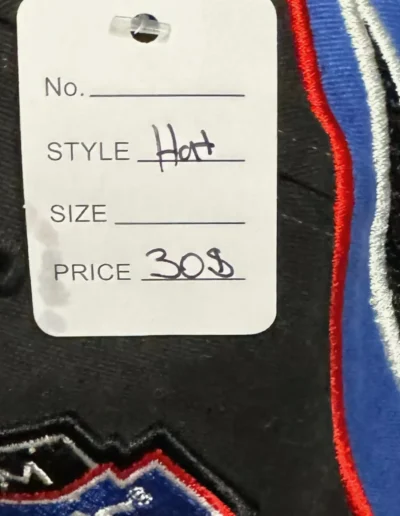 No.
STYLE Hat
SIZE
PRICE 30$